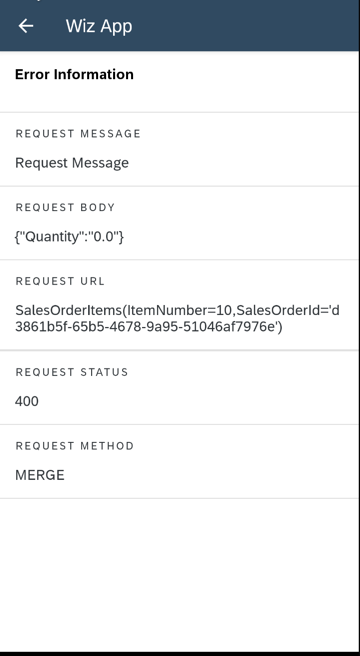 Wiz App
Error Information
REQUEST MESSAGE
Request Message
REQUEST BODY
{"Quantity":"0.0"}
REQUEST URL
SalesOrderItems(ItemNumber=10,SalesOrderId='d
3861b5f-65b5-4678-9a95-51046af7976e')
REQUEST STATUS
400
REQUEST METHOD
MERGE